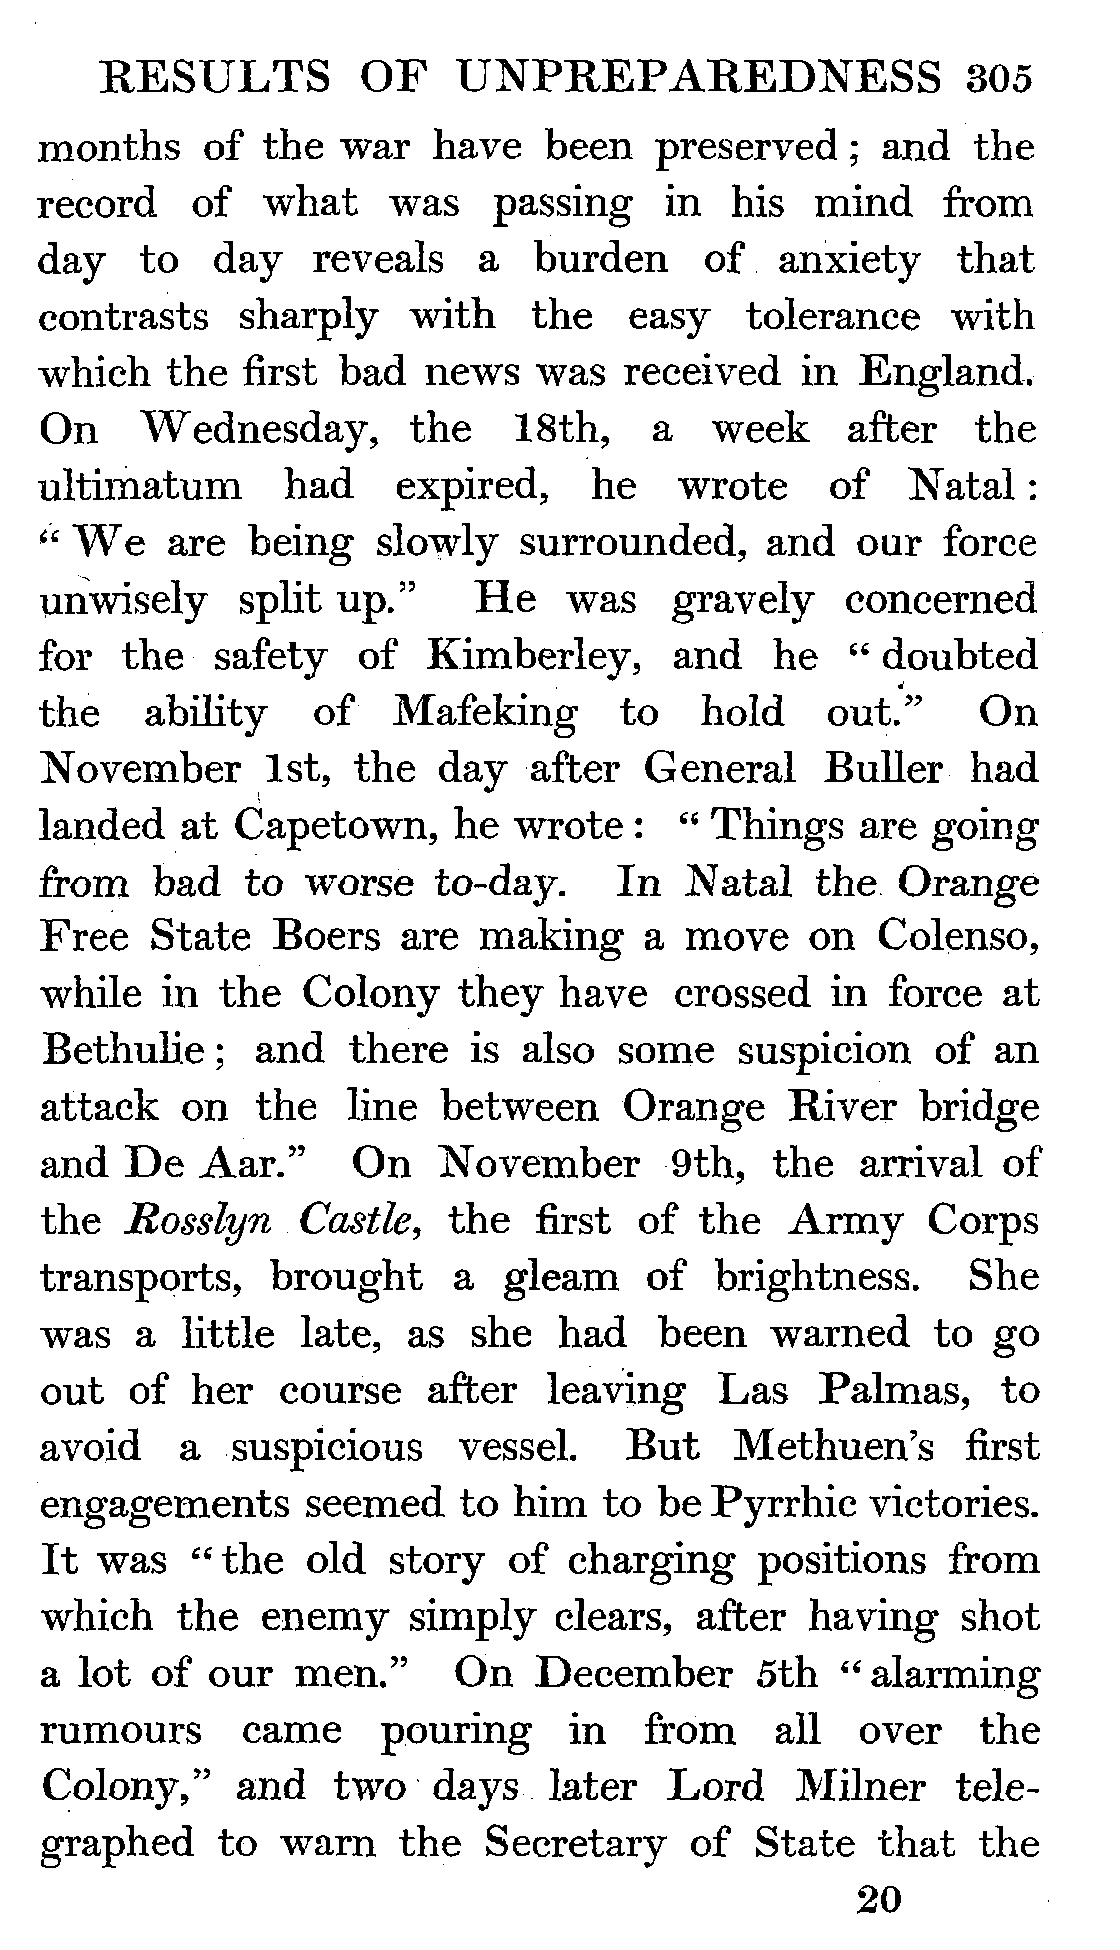 RESULTS OF UNPREPAREDNESS 305
months of the war have been preserved; and the
record of what was passing in his mind from
day to day reveals a burden of anxiety that
contrasts sharply with the easy tolerance with
which the first bad news was received in England.
On Wednesday, the 18th, a week after the
ultimatum had expired, he wrote of Natal:
“We are being slowly surrounded, and our force
unwisely split up.” He was gravely concerned
for the safety of Kimberley, and he “doubted
the ability of Mafeking to hold out.” On
November 1st, the day after General Buller had
landed at Capetown, he wrote: “Things are going
from bad to worse to-day. In Natal the Orange
Free State Boers are making a move on Colenso,
while in the Colony they have crossed in force at
Bethulie; and there is also some suspicion of an
attack on the line between Orange River bridge
and De Aar.” On November 9th, the arrival of
the Rosslyn Castle, the first of the Army Corps
transports, brought a gleam of brightness. She
was a little late, as she had been warned to go
out of her course after leaving Las Palmas, to
avoid a suspicious vessel. But Methuen's first
engagements seemed to him to be Pyrrhic victories.
It was “the old story of charging positions from
which the enemy simply clears, after having shot
a lot of our men.” On December 5th “alarming
rumours came pouring in from all over the
Colony,” and two days later Lord Milner tele-
graphed to warn the Secretary of State that the
20